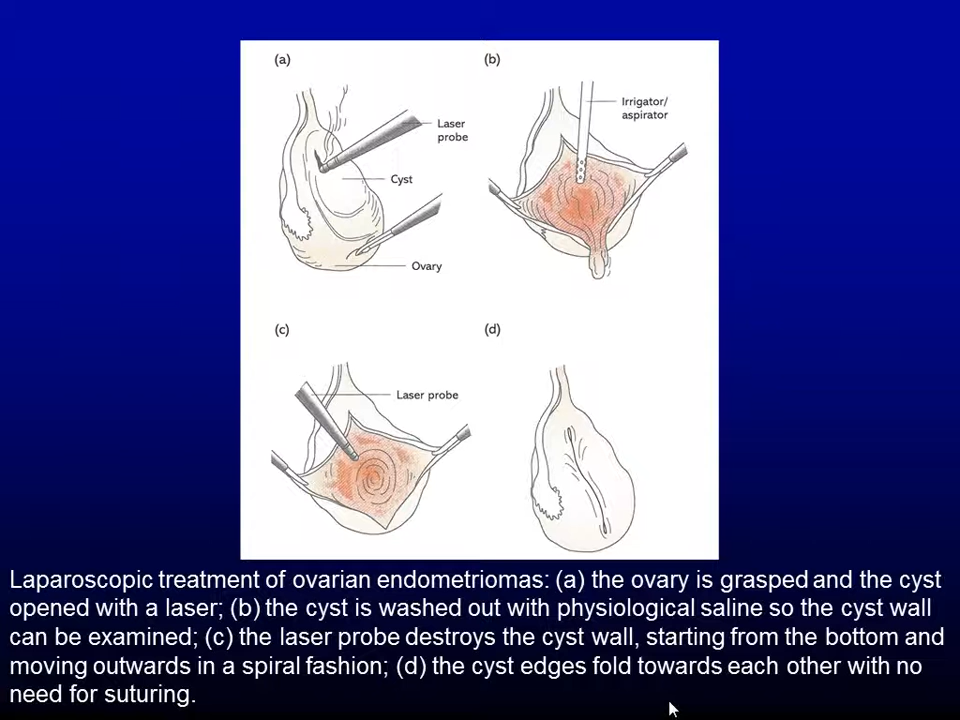 (a)
(b)
Irrigator/
aspirator
Laser
probe
Cyst
Ovary
(c)
(d)
Laser probe
Laparoscopic treatment of ovarian endometriomas: (a) the ovary is grasped and the cyst
opened with a laser; (b) the cyst is washed out with physiological saline so the cyst wall
can be examined; (c) the laser probe destroys the cyst wall, starting from the bottom and
moving outwards in a spiral fashion; (d) the cyst edges fold towards each other with no
need for suturing.